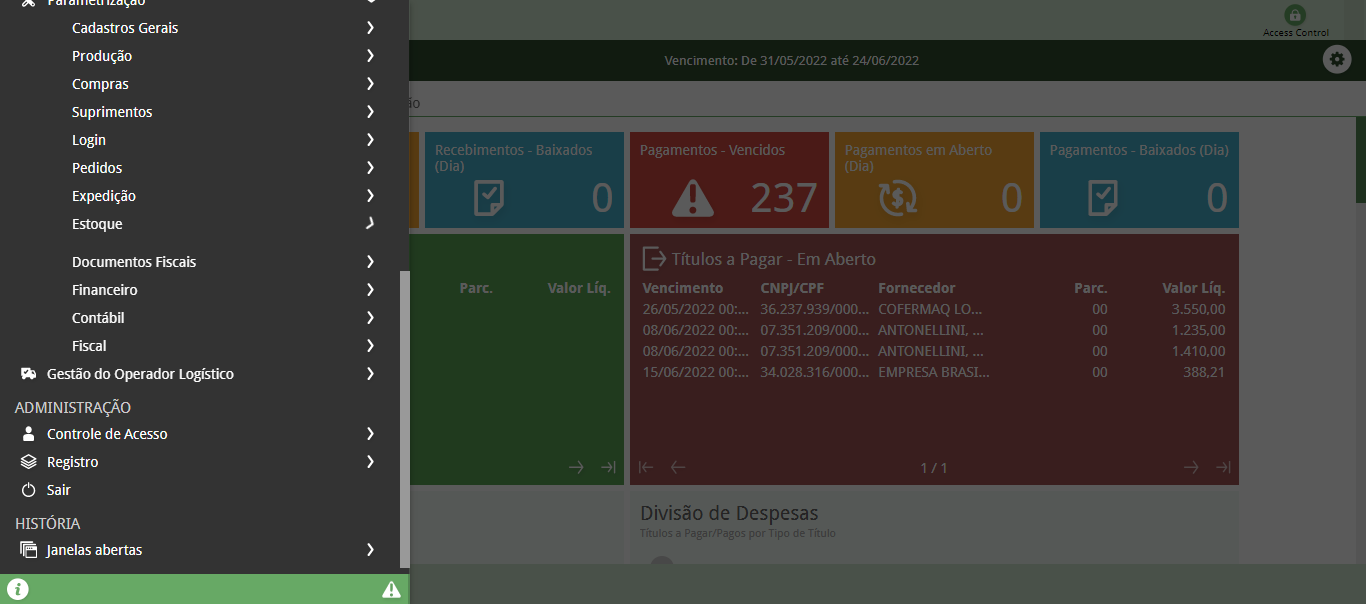 Parametrização
Cadastros Gerais
Produção
Compras
Suprimentos
Login
Pedidos
Expedição
Estoque
Documentos Fiscais
Financeiro
Contábil
Fiscal
Gestão do Operador Logístico
ADMINISTRAÇÃO
Controle de Acesso
Registro
Sair
HISTÓRIA
Janelas abertas
Access Control
Vencimento: De 31/05/2022 até 24/06/2022
ão
Recebimentos - Baixados
(Dia)
0
Pagamentos - Vencidos
237
Pagamentos em Aberto
(Dia)
0
Pagamentos - Baixados (Dia)
0
Parc. Valor Líq.
Títulos a Pagar - Em Aberto
Vencimento CNPJ/CPF Fornecedor Parc. Valor Líq.
26/05/2022 00:... 36.237.939/000... COFERMAQ LO... 00 3.550,00
08/06/2022 00:... 07.351.209/000... ANTONELLINI, ... 00 1.235,00
08/06/2022 00:... 07.351.209/000... ANTONELLINI, ... 00 1.410,00
15/06/2022 00:... 34.028.316/000... EMPRESA BRASI... 00 388,21
1 / 1
Divisão de Despesas
Títulos a Pagar/Pagos por Tipo de Título